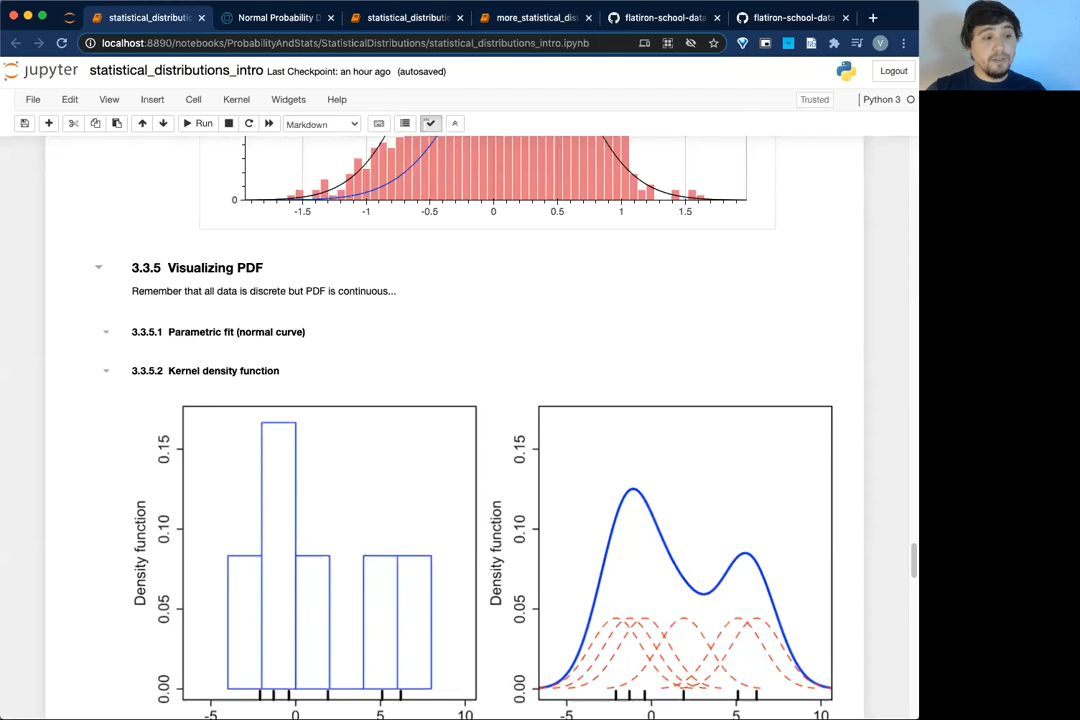 statistical_distributic
Normal Probability D
statistical_distributic
more_statistical_dis
flatiron-school-data
flatiron-school-data
localhost:8890/notebooks/ProbabilityAndStats/StatisticalDistributions/statistical_distributions_intro.ipynb
V
jupyter statistical_distributions_intro Last Checkpoint: an hour ago (autosaved)
Logout
File Edit View Insert Cell Kernel Widgets Help
Trusted
Python 3
Run
Markdown
0
-1.5 -1 -0.5 0 0.5 1 1.5
3.3.5 Visualizing PDF
Remember that all data is discrete but PDF is continuous...
3.3.5.1 Parametric fit (normal curve)
3.3.5.2 Kernel density function
Density function
0.15
0.10
0.05
0.00
-5 0 5 10
Density function
0.15
0.10
0.05
0.00
-5 0 5 10